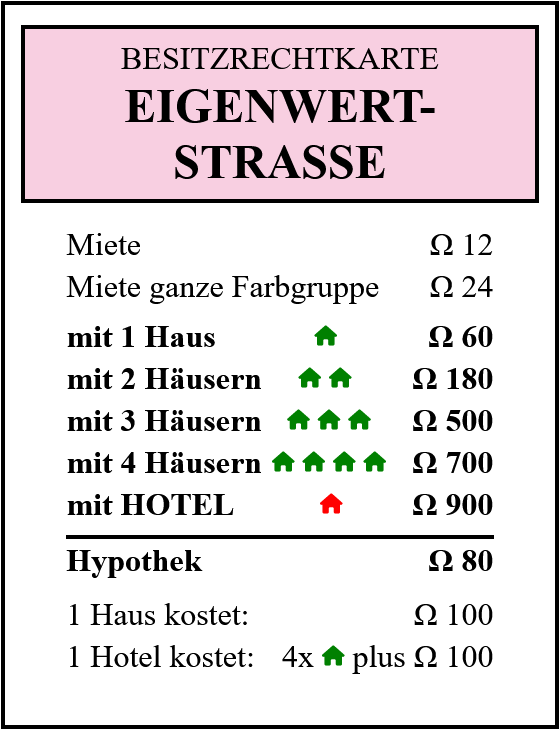 BESITZRECHTKARTE
EIGENWERT-
STRASSE
Miete Ω 12
Miete ganze Farbgruppe Ω 24
mit 1 Haus Ω 60
mit 2 Häusern Ω 180
mit 3 Häusern Ω 500
mit 4 Häusern Ω 700
mit HOTEL Ω 900
Hypothek Ω 80
1 Haus kostet: Ω 100
1 Hotel kostet: 4x plus Ω 100